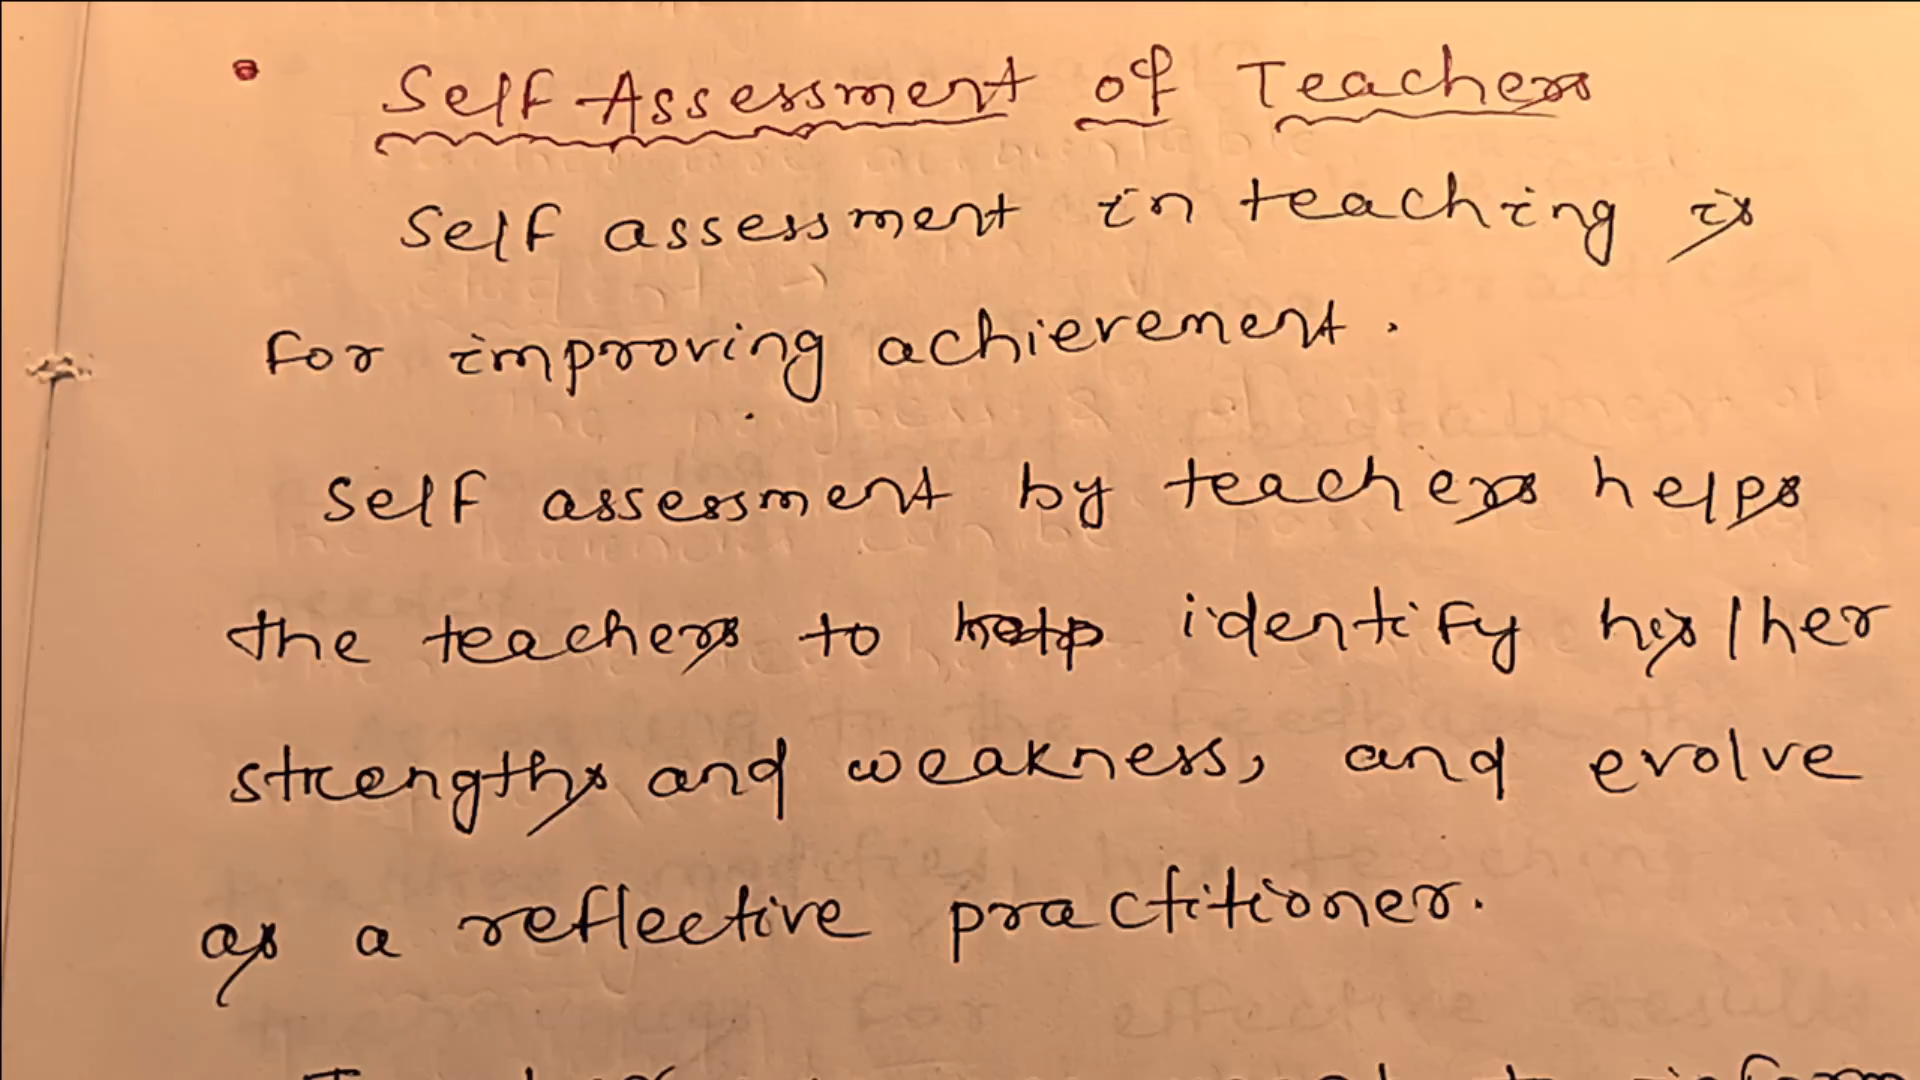 • Self Assessment of Teachers
Self assessment in teaching is
for improving achievement.
Self assessment by teachers helps
the teachers to help identify his/her
strengths and weakness, and evolve
as a reflective practitioner.